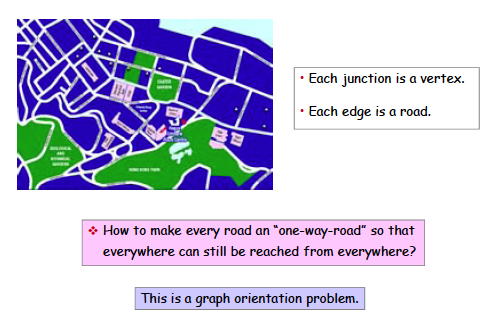 • Each junction is a vertex.
• Each edge is a road.
CHATER
GARDEN
ZOOLOGICAL
AND
BOTANICAL
GARDENS
HONG KONG PARK
❖ How to make every road an “one-way-road” so that
everywhere can still be reached from everywhere?
This is a graph orientation problem.